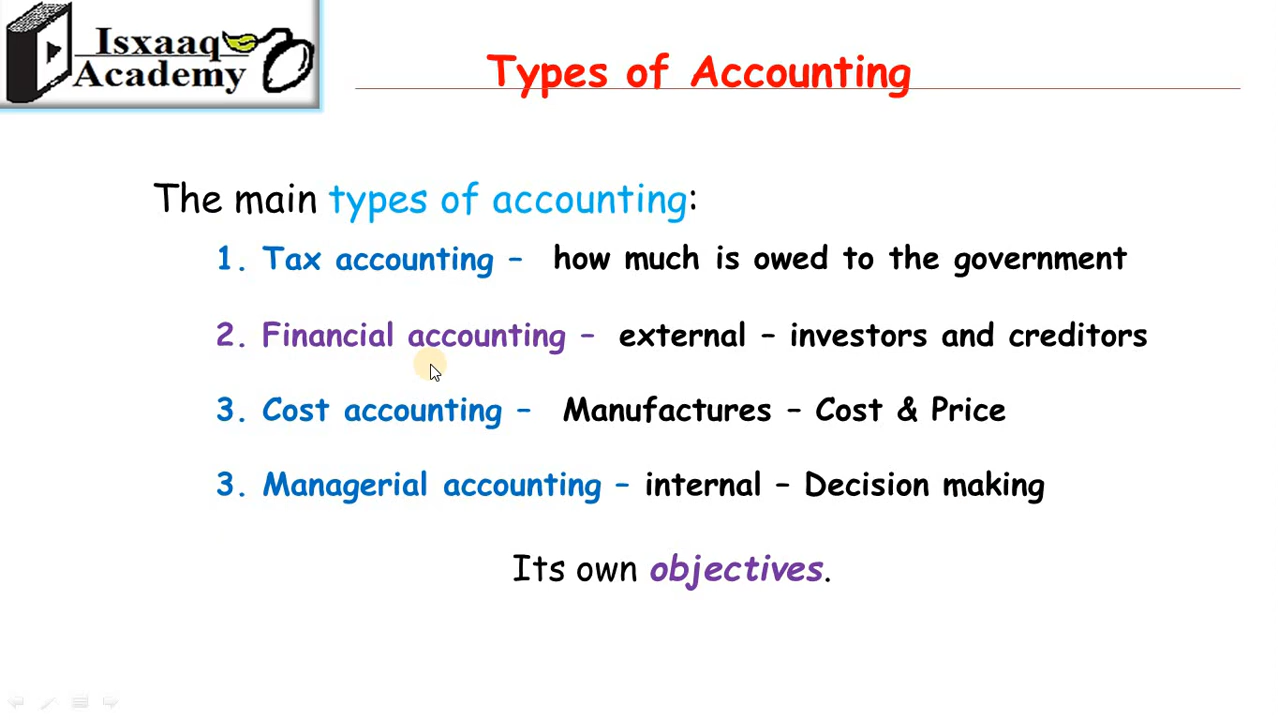 Isxaaq
Academy
Types of Accounting
The main types of accounting:
1. Tax accounting – how much is owed to the government
2. Financial accounting – external – investors and creditors
3. Cost accounting – Manufactures – Cost & Price
3. Managerial accounting – internal – Decision making
Its own objectives.